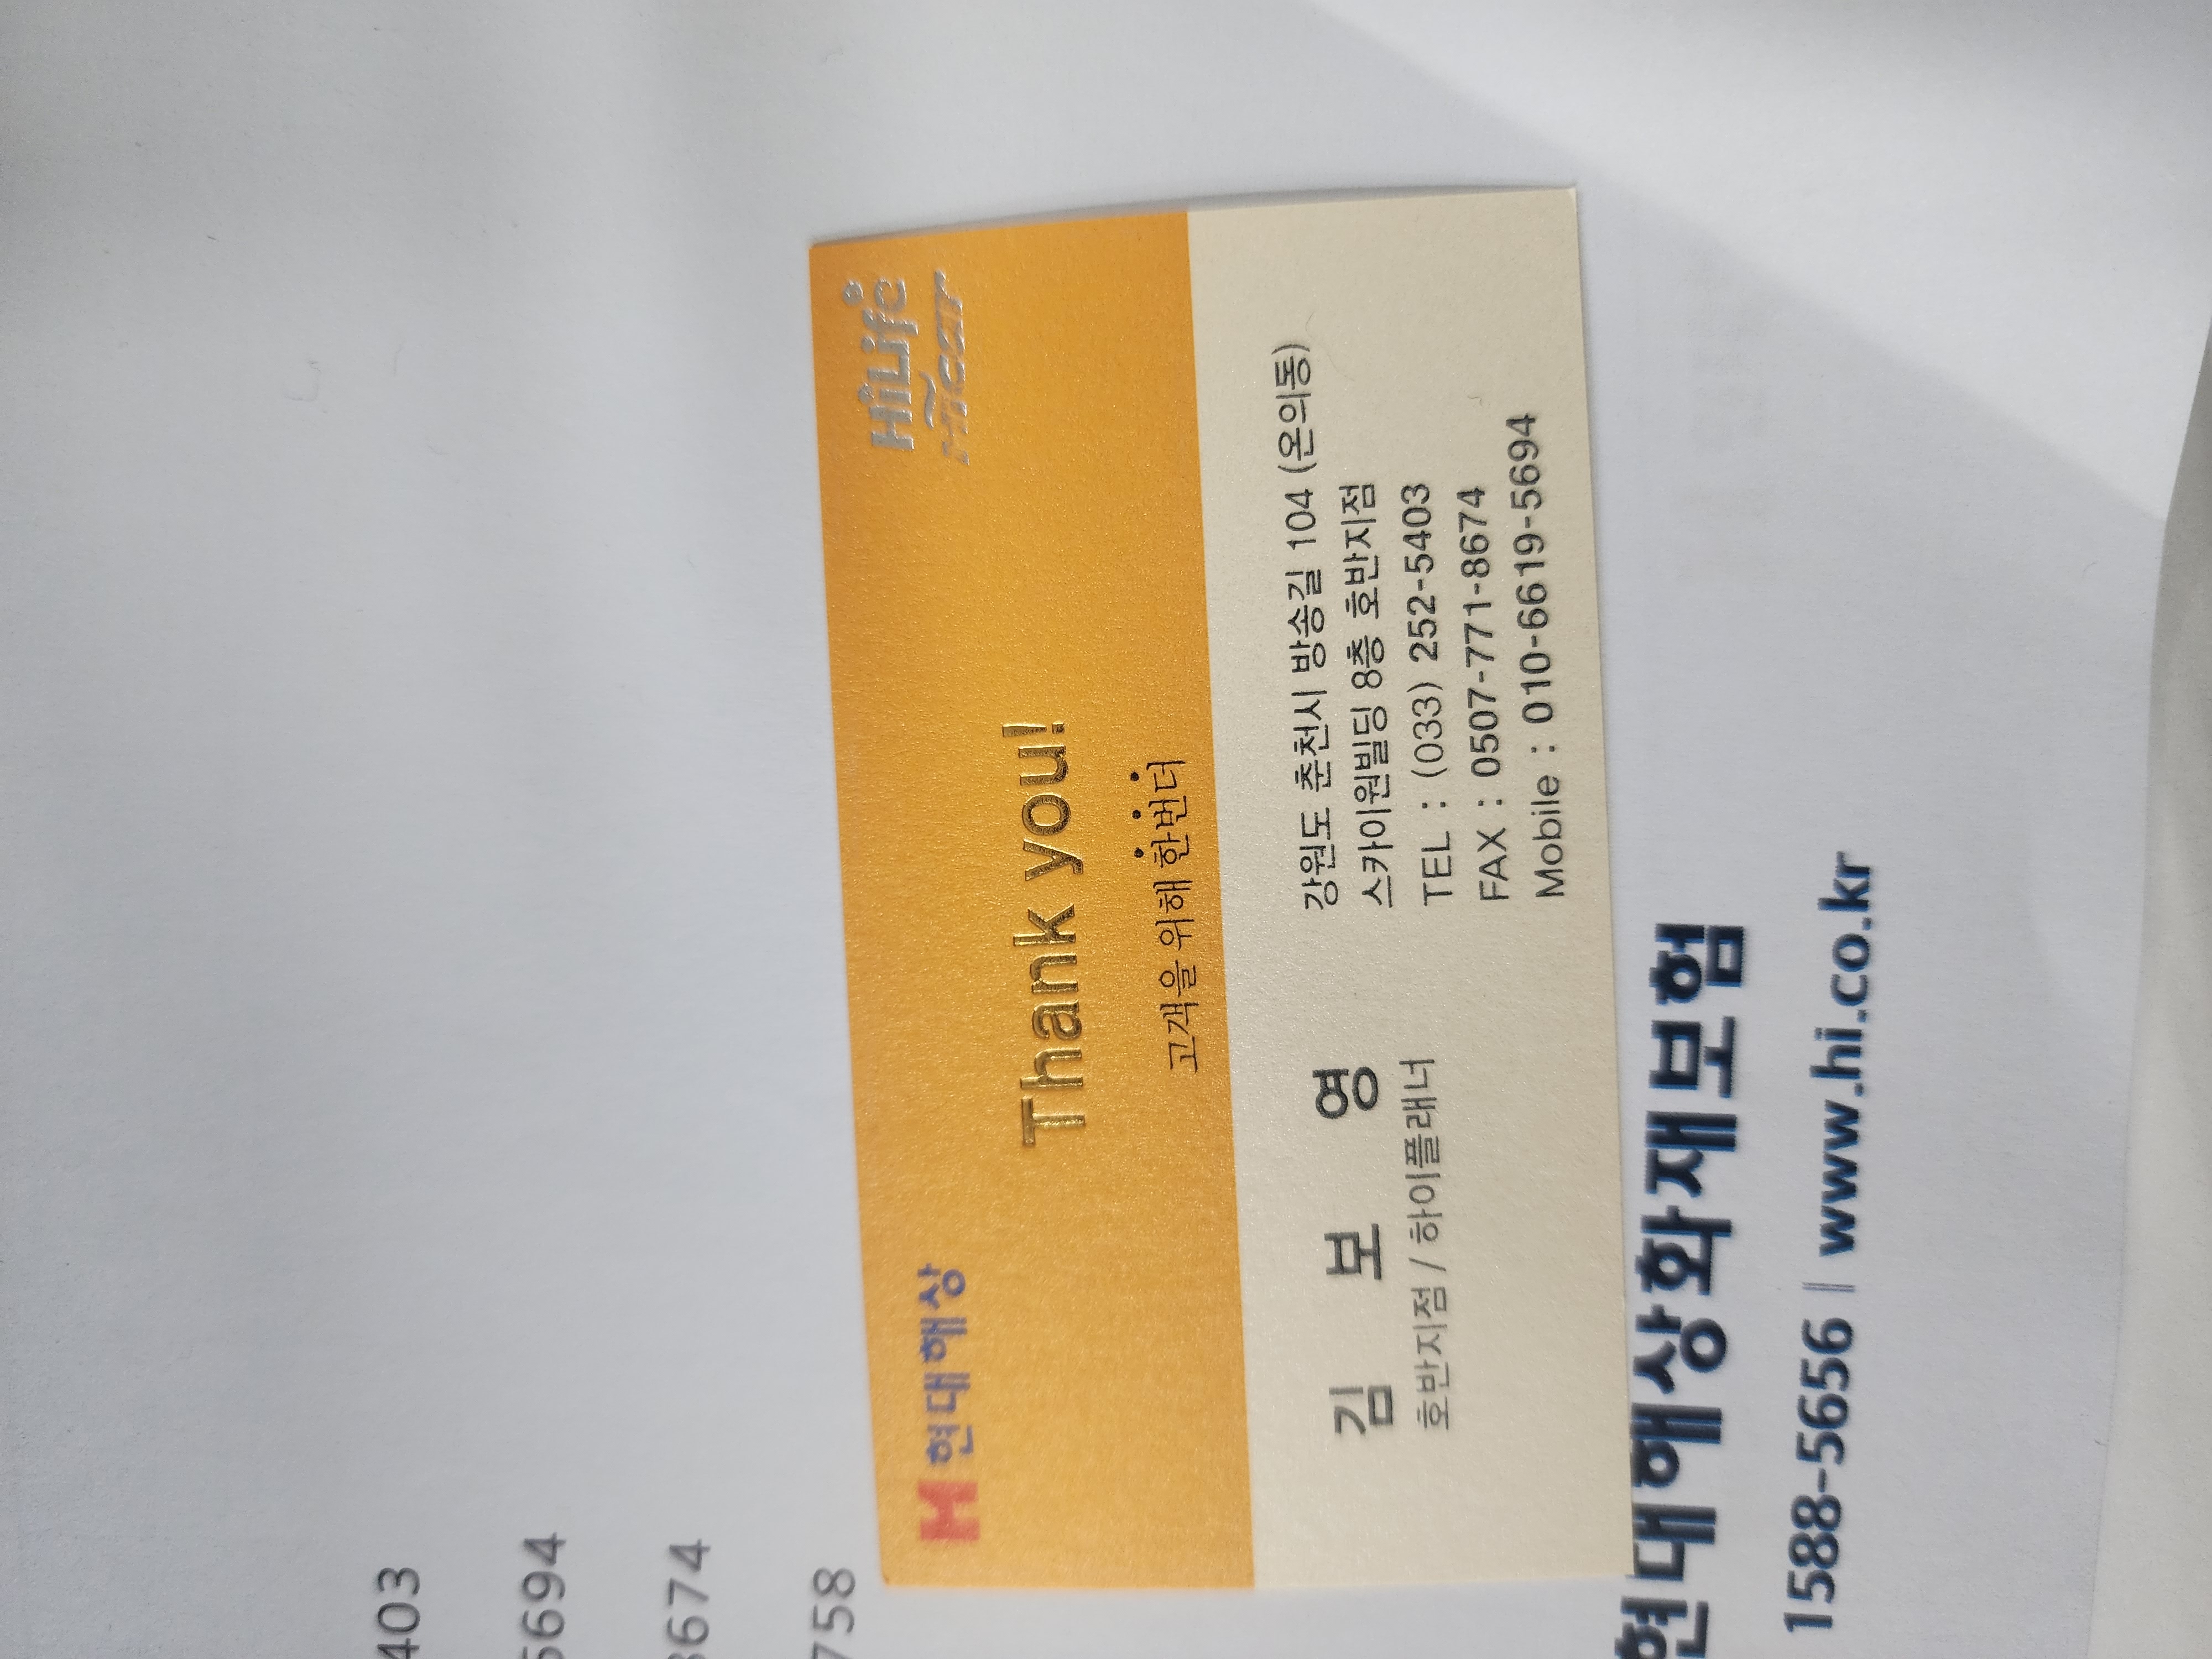 403
5694
8674
758
현대해상
HiLife
Hicar
Thank you!
고객을 위해 한번더
김보영
호반지점 / 하이플래너
강원도 춘천시 방송길 104 (온의동)
스카이원빌딩 8층 호반지점
TEL : (033) 252-5403
FAX : 0507-771-8674
Mobile : 010-6619-5694
현대해상화재보험
1588-5656 | www.hi.co.kr